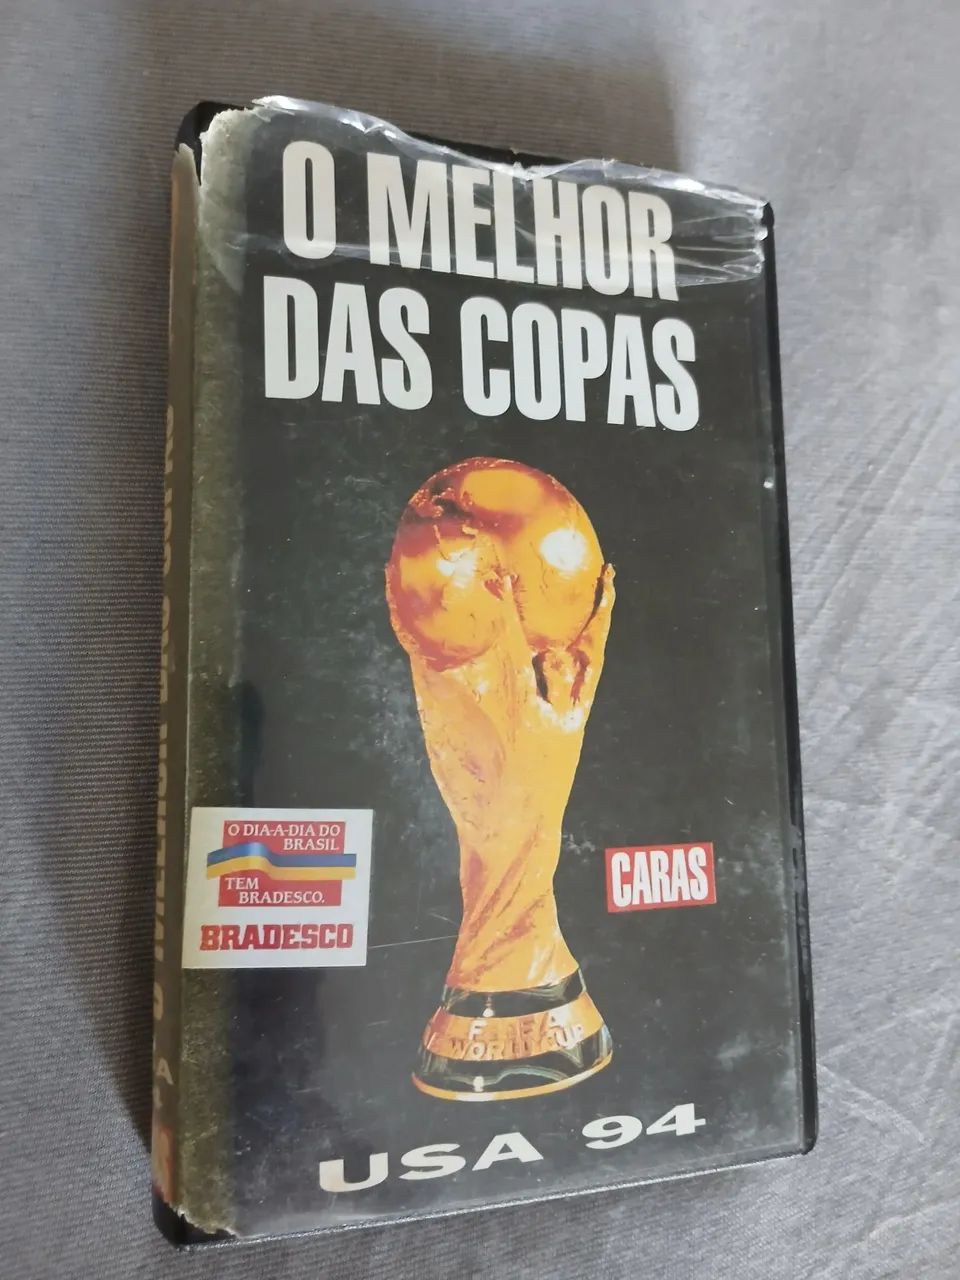 O MELHOR
DAS COPAS
O DIA-A-DIA DO
BRASIL
TEM
BRADESCO.
BRADESCO
CARAS
FIFA
WORLD CUP
USA 94